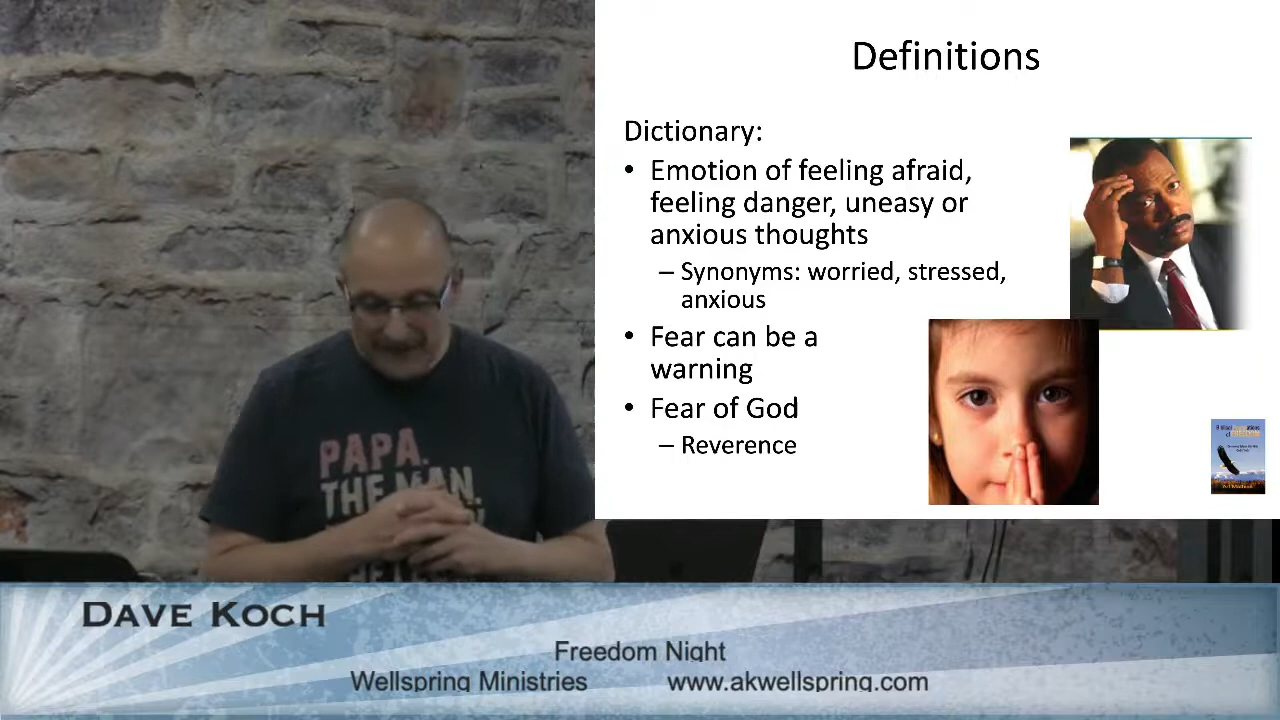 Definitions
Dictionary:
• Emotion of feeling afraid,
feeling danger, uneasy or
anxious thoughts
– Synonyms: worried, stressed,
anxious
• Fear can be a
warning
• Fear of God
– Reverence
PAPA.
THE MAN.
Dave Koch
Freedom Night
Wellspring Ministries www.akwellspring.com